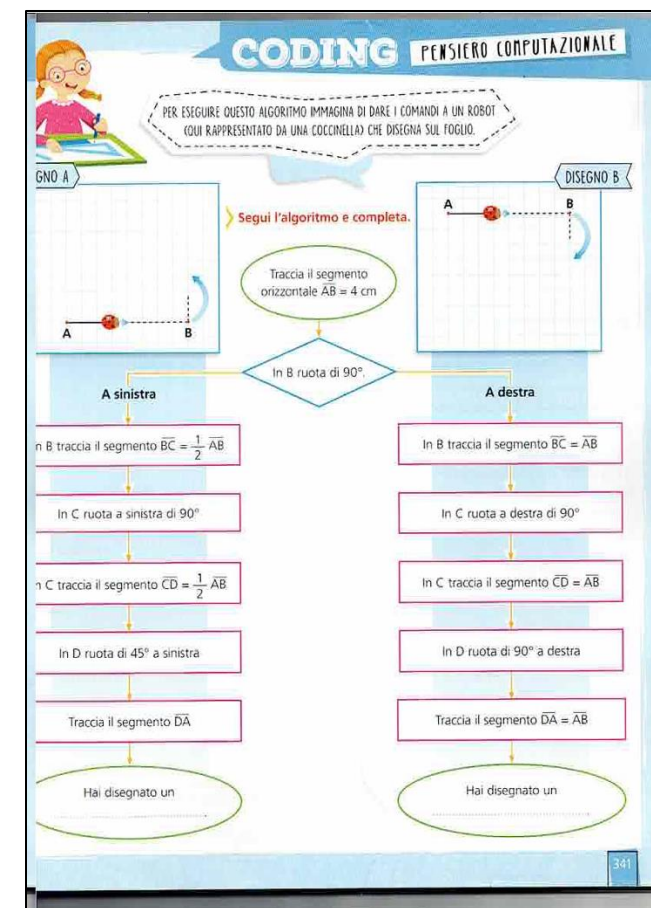 CODING PENSIERO COMPUTAZIONALE
PER ESEGUIRE QUESTO ALGORITMO IMMAGINA DI DARE I COMANDI A UN ROBOT
(QUI RAPPRESENTATO DA UNA COCCINELLA) CHE DISEGNA SUL FOGLIO.
GNO A
DISEGNO B
A B
A B
Segui l'algoritmo e completa.
Traccia il segmento
orizzontale AB = 4 cm
In B ruota di 90°.
A sinistra
n B traccia il segmento BC = 1/2 AB
In C ruota a sinistra di 90°
n C traccia il segmento CD = 1/2 AB
In D ruota di 45° a sinistra
Traccia il segmento DA
Hai disegnato un
A destra
In B traccia il segmento BC = AB
In C ruota a destra di 90°
In C traccia il segmento CD = AB
In D ruota di 90° a destra
Traccia il segmento DA = AB
Hai disegnato un
341